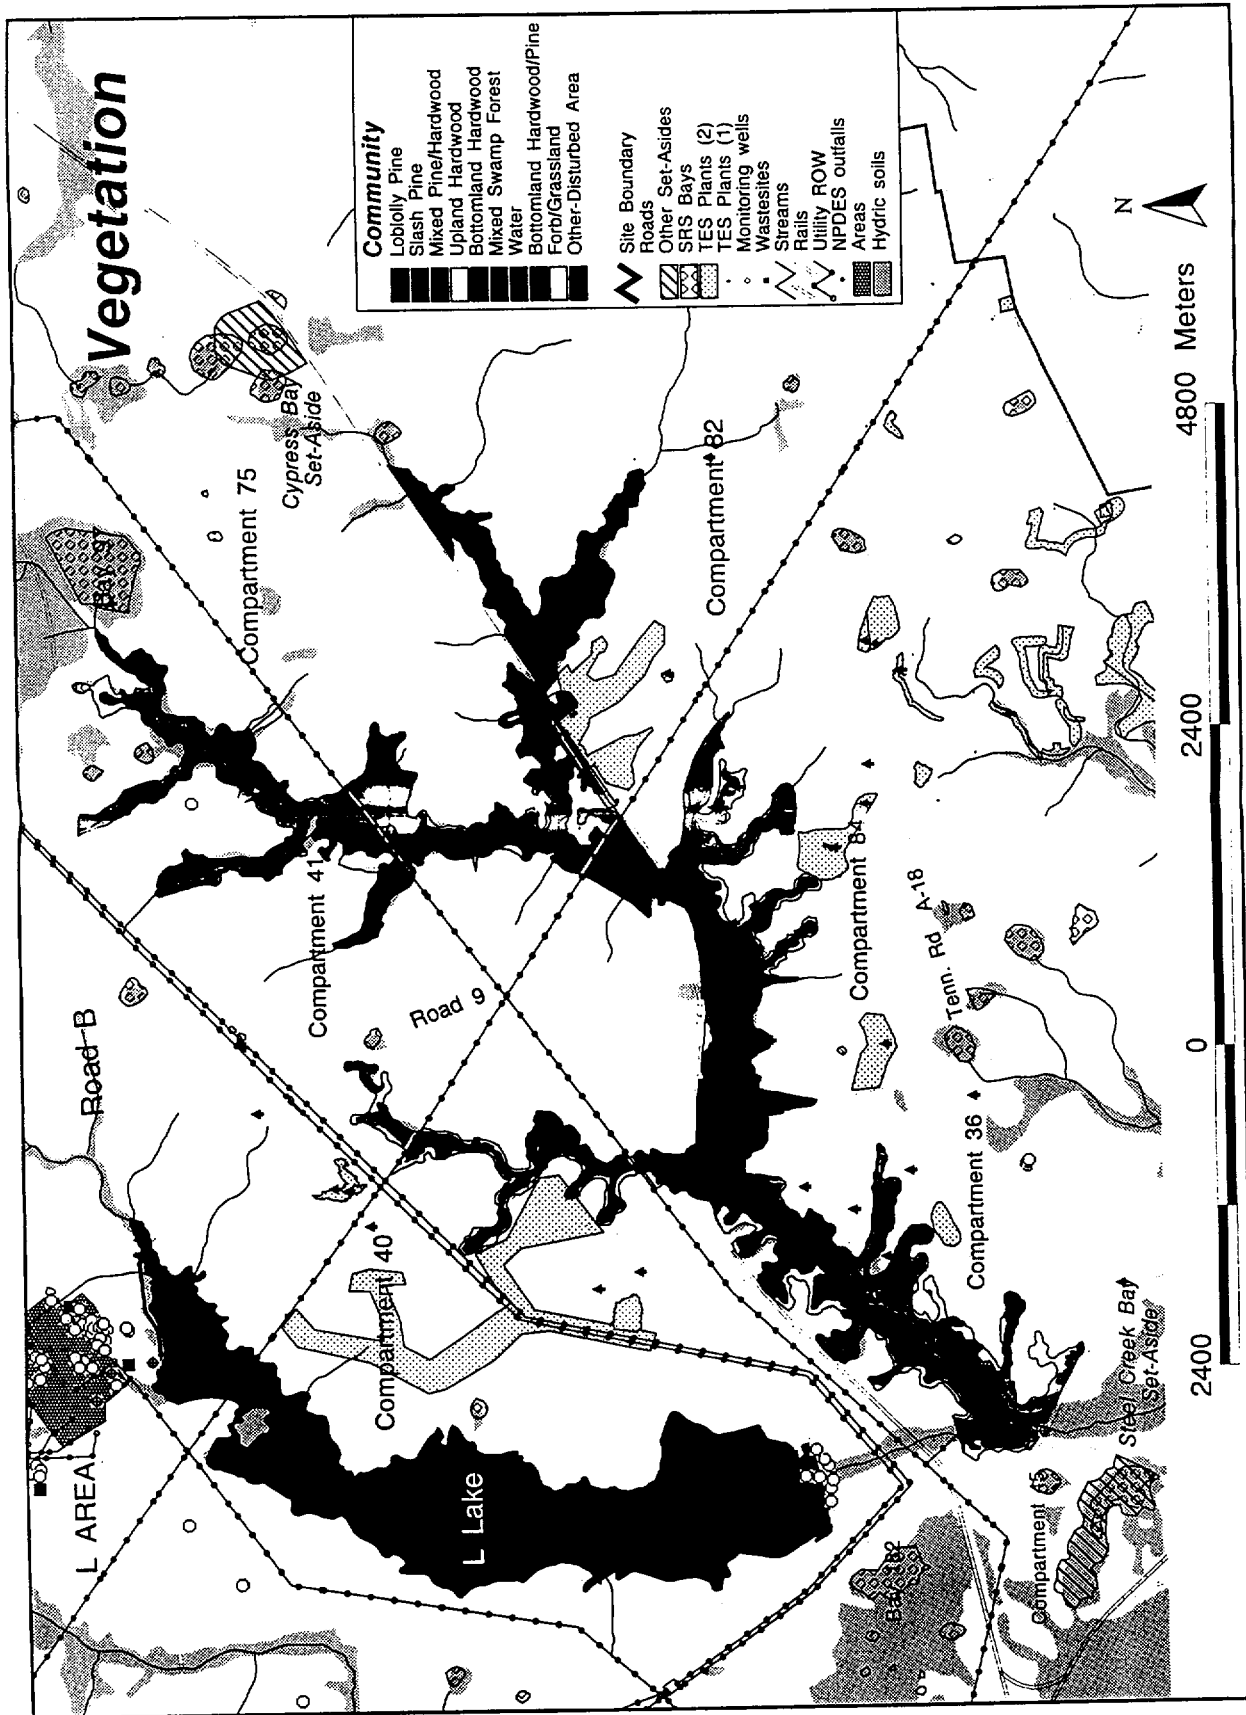 Vegetation
Community
Loblolly Pine
Slash Pine
Mixed Pine/Hardwood
Upland Hardwood
Bottomland Hardwood
Mixed Swamp Forest
Water
Bottomland Hardwood/Pine
Forb/Grassland
Other-Disturbed Area
Site Boundary
Roads
Other Set-Asides
SRS Bays
TES Plants (2)
TES Plants (1)
Monitoring wells
Wastesites
Streams
Rails
Utility ROW
NPDES outfalls
Areas
Hydric soils
Cypress Bay
Set-Aside
Compartment 75
Compartment 82
Compartment 41
Road B
Road 9
Compartment 84
Tenn. Rd A-18
Compartment 40
Compartment 36
L AREA
L Lake
Steel Creek Bay
Set-Aside
Bay 182
N
2400
0
2400
4800 Meters